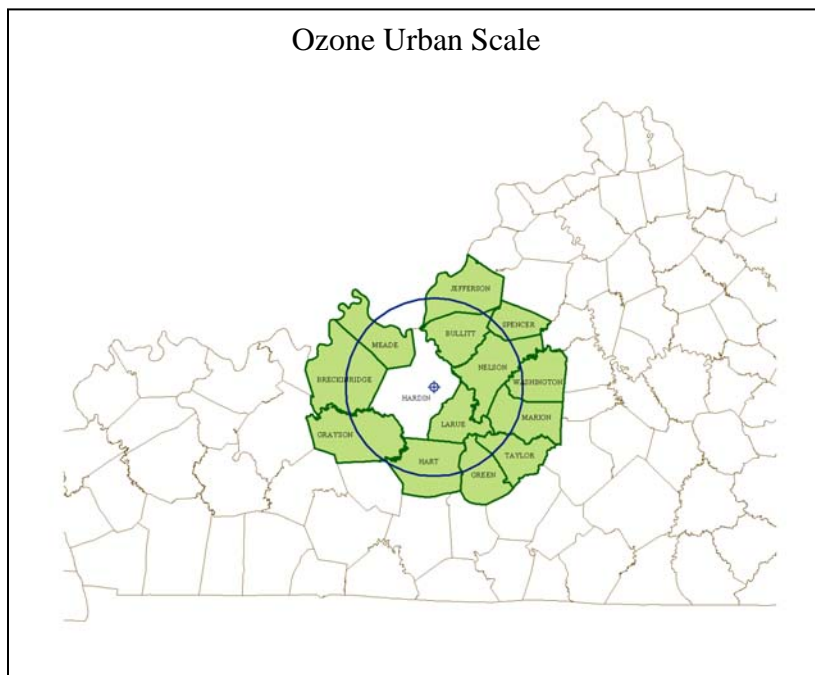 Ozone Urban Scale
JEFFERSON
SPENCER
BULLITT
MEADE
NELSON
BRECKINRIDGE
WASHINGTON
HARDIN
MARION
LARUE
GRAYSON
TAYLOR
HART
GREEN